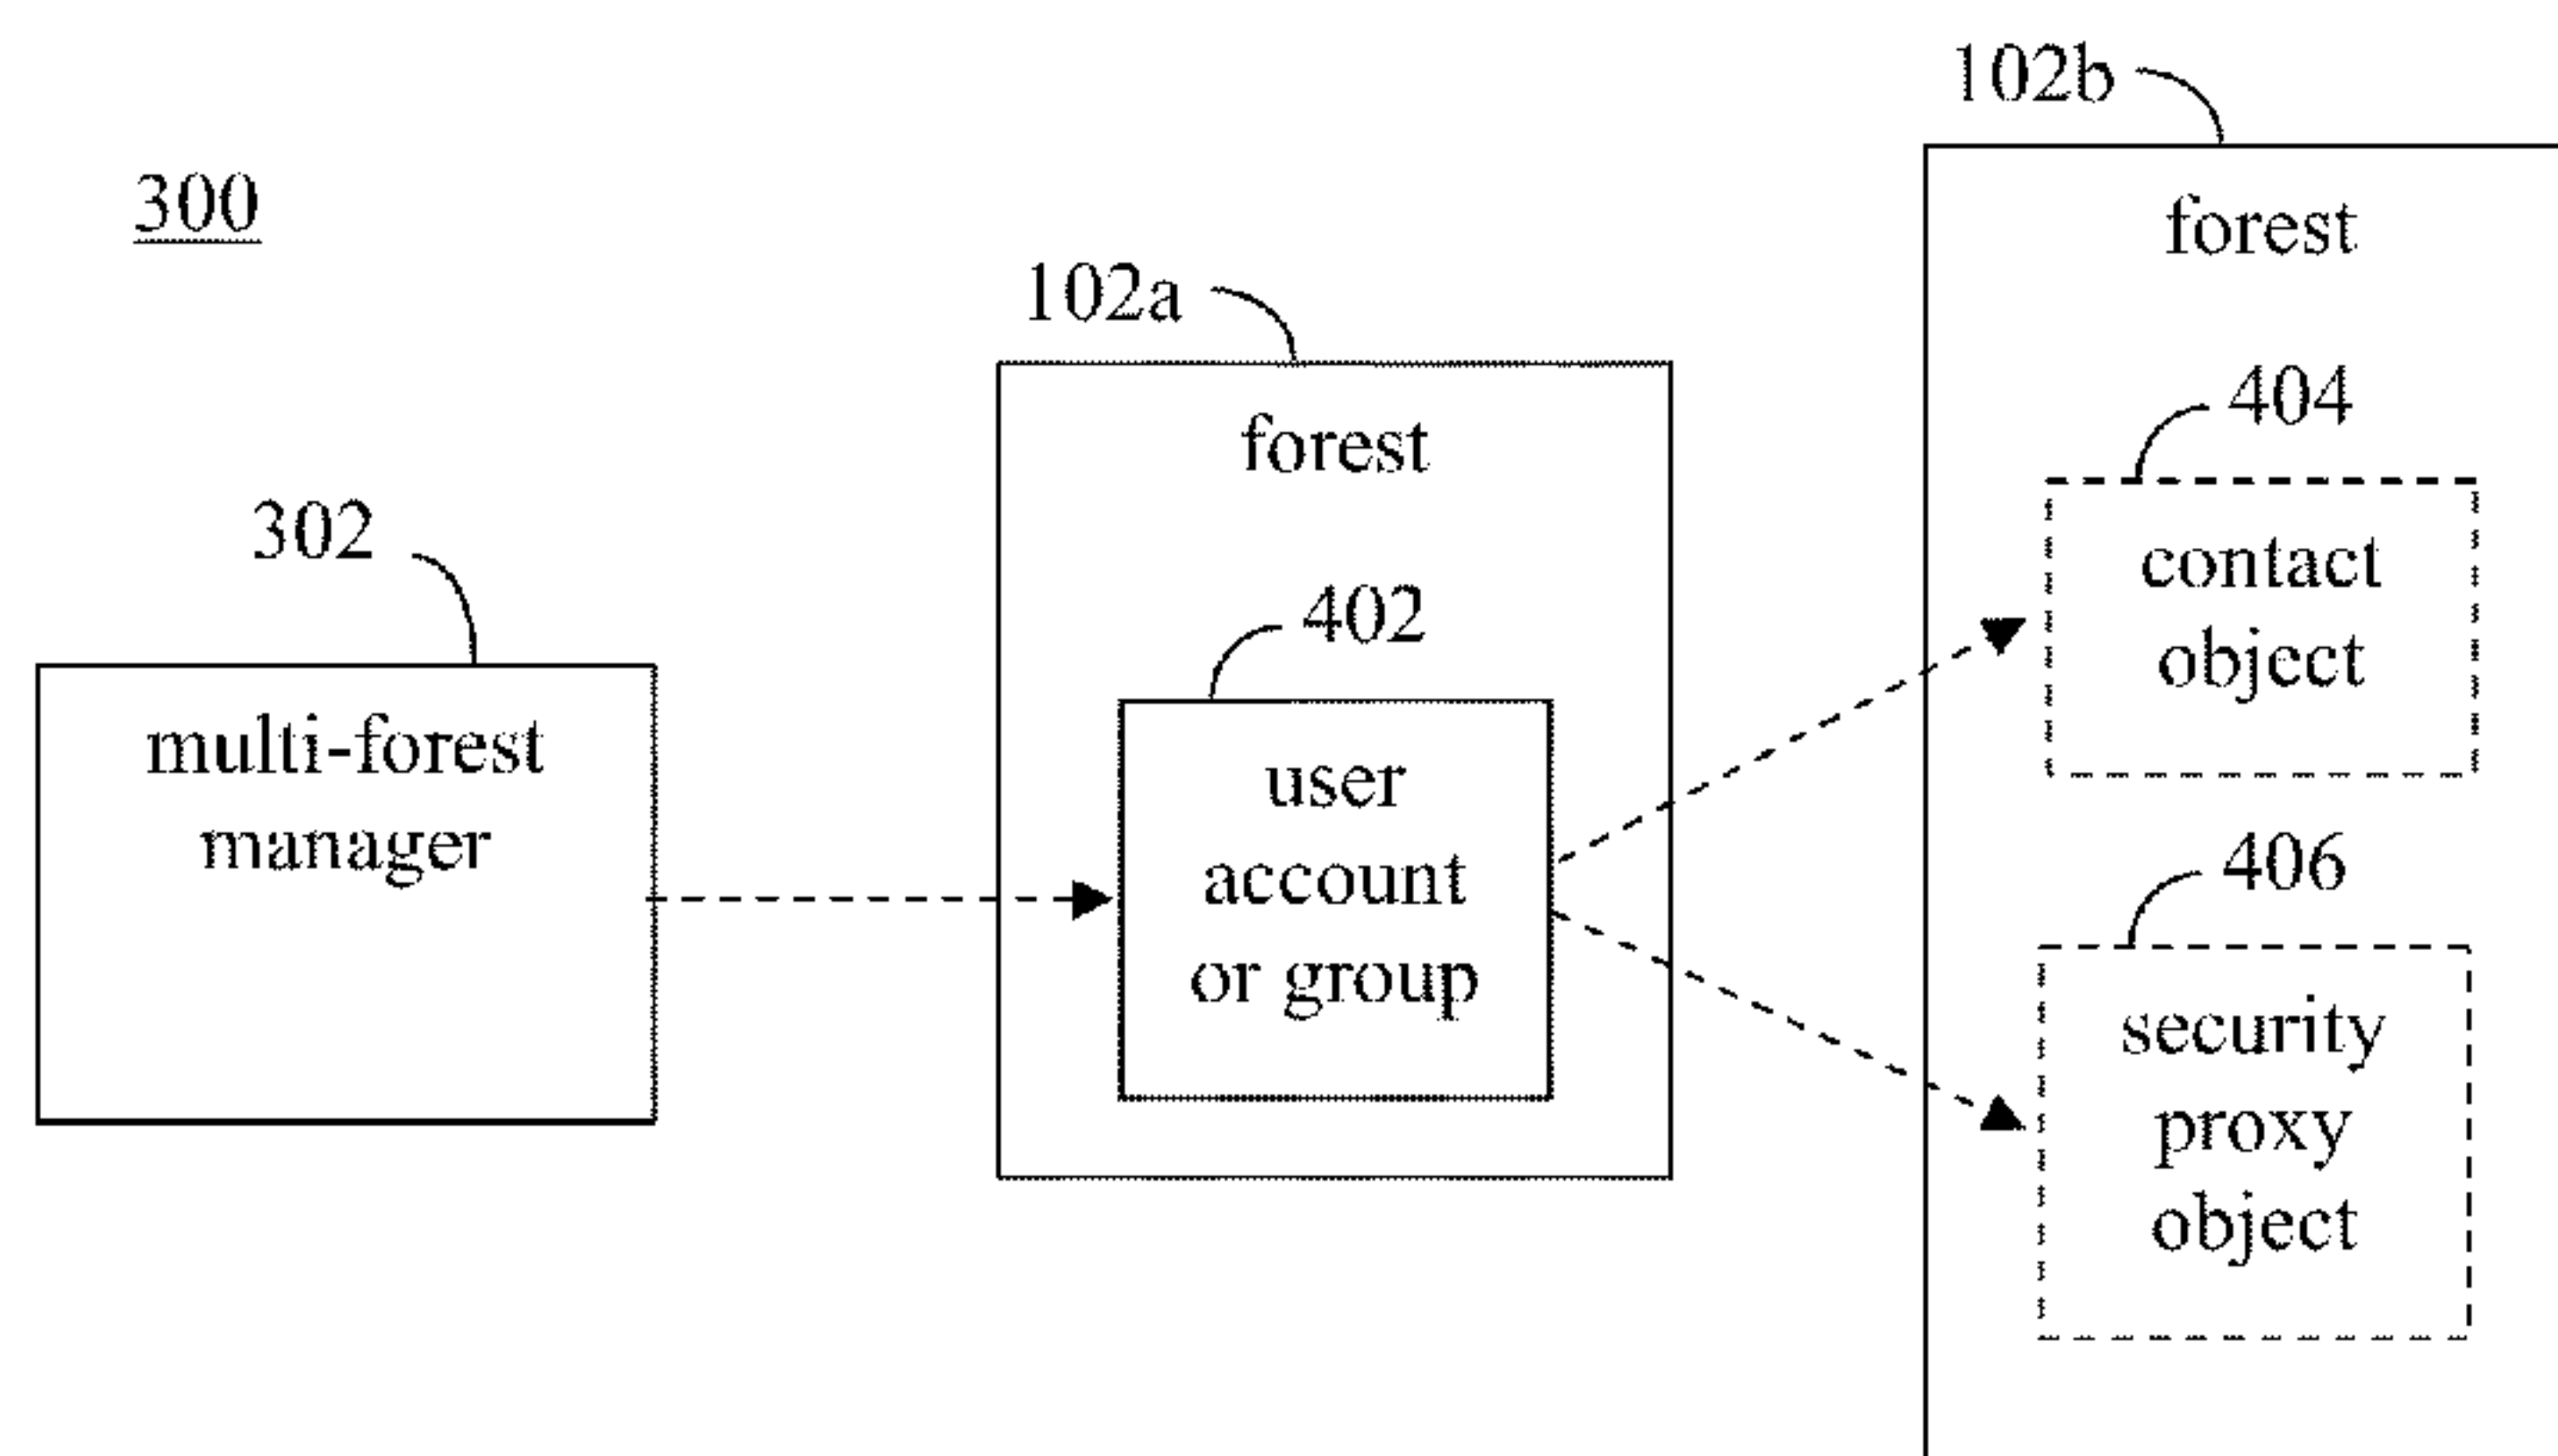 300
302
multi-forest
manager
102a
forest
402
user
account
or group
102b
forest
404
contact
object
406
security
proxy
object